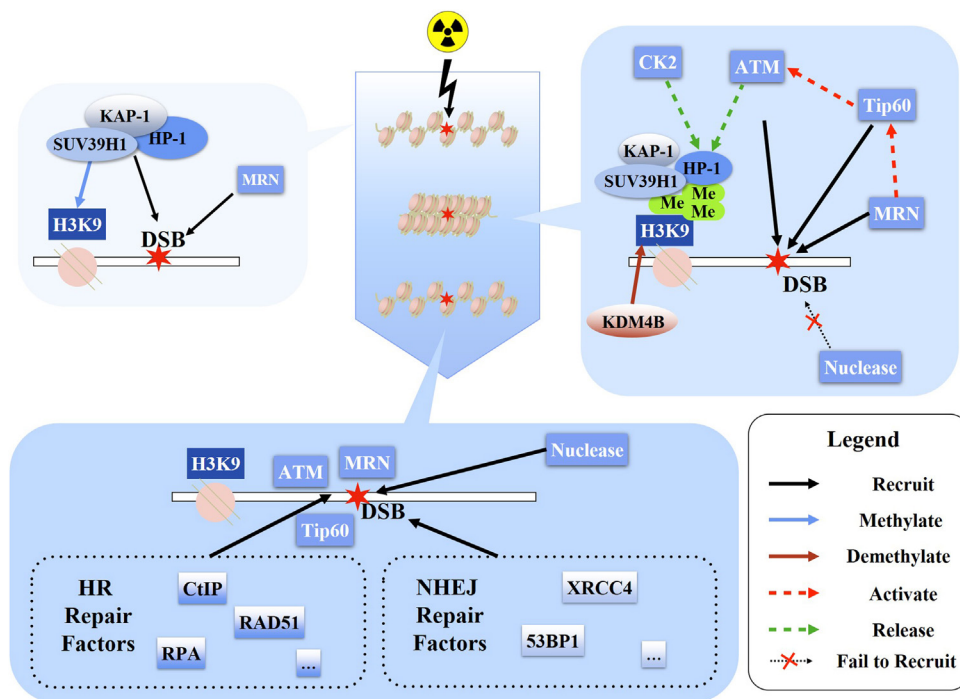 KAP-1
SUV39H1
HP-1
MRN
H3K9
DSB
CK2
ATM
Tip60
KAP-1
HP-1
SUV39H1
Me
Me
Me
MRN
H3K9
DSB
KDM4B
Nuclease
H3K9
ATM
MRN
Nuclease
DSB
Tip60
HR
Repair
Factors
CtIP
RAD51
RPA
...
NHEJ
Repair
Factors
XRCC4
53BP1
...
Legend
Recruit
Methylate
Demethylate
Activate
Release
Fail to Recruit